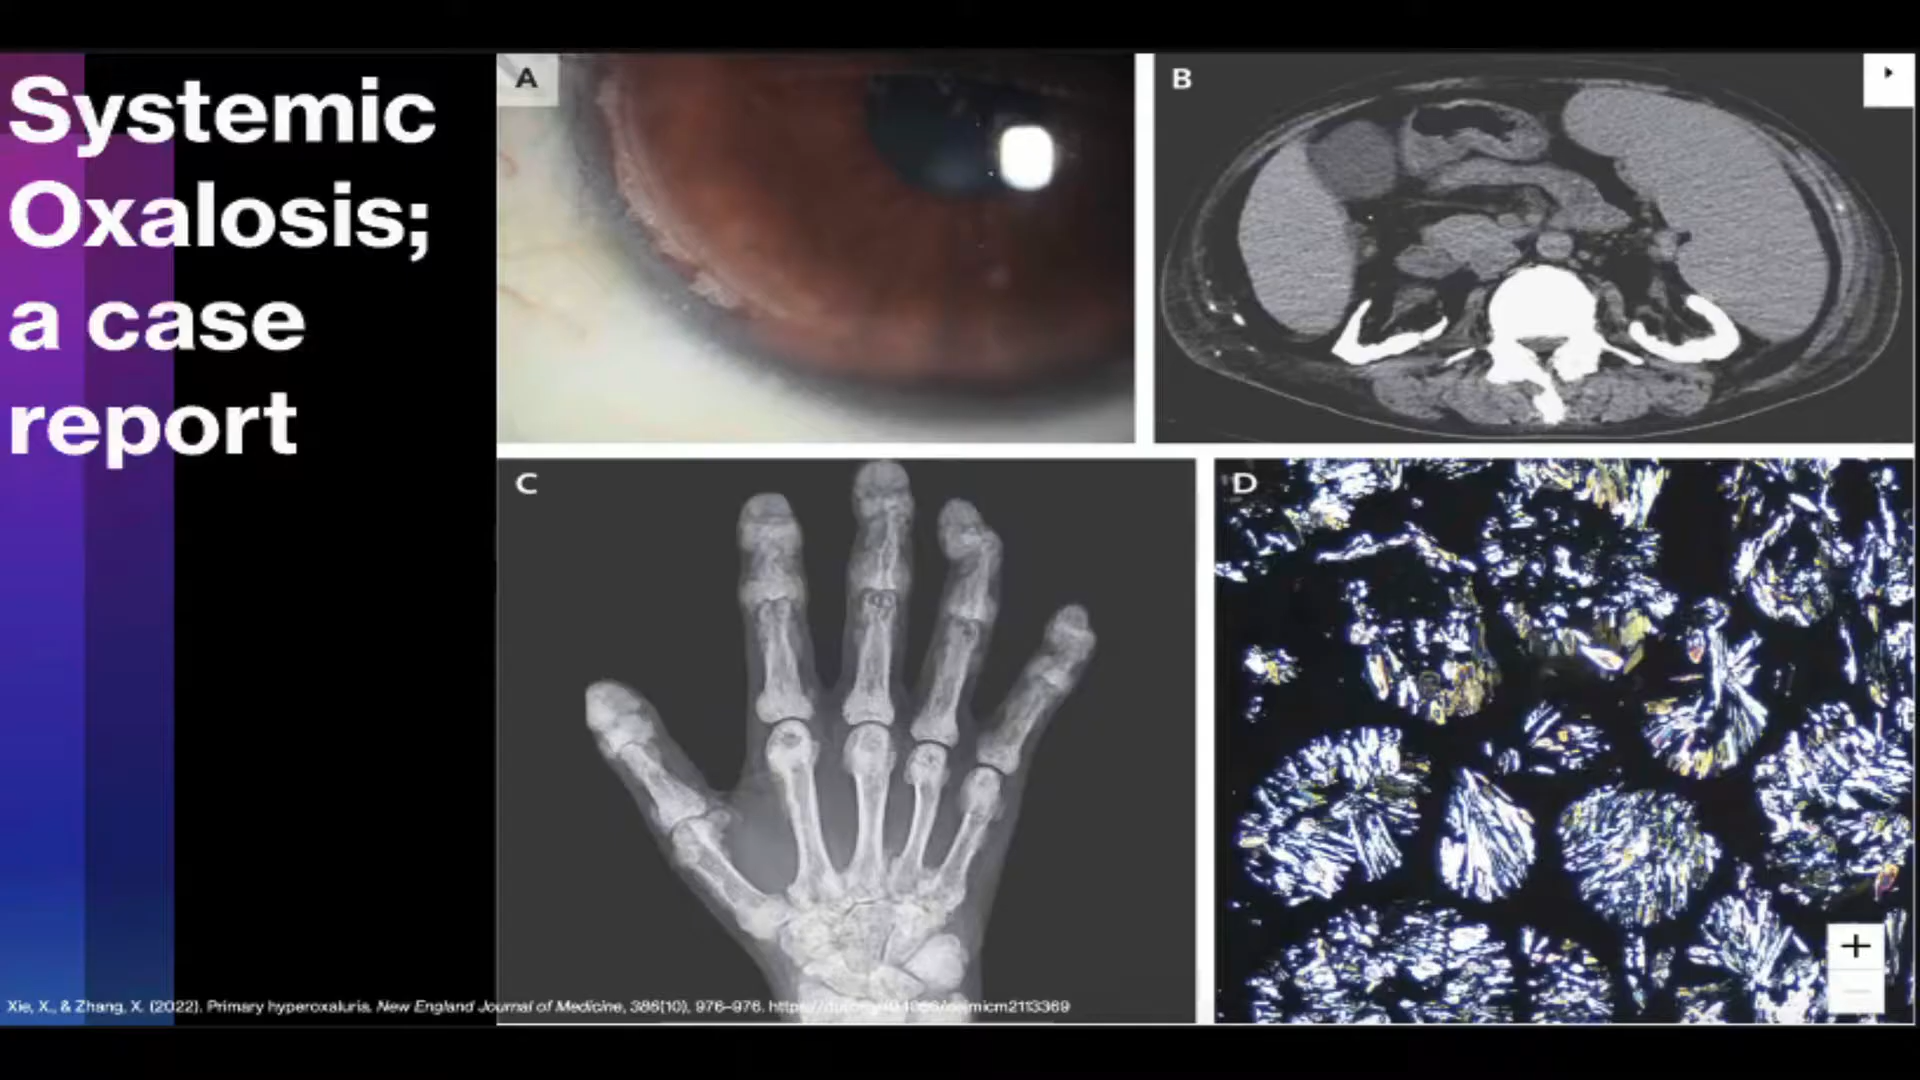 Systemic
Oxalosis;
a case
report
A
B
C
D
+
Xie, X., & Zhang, X. (2022). Primary hyperoxaluria. New England Journal of Medicine, 386(10), 976–976.